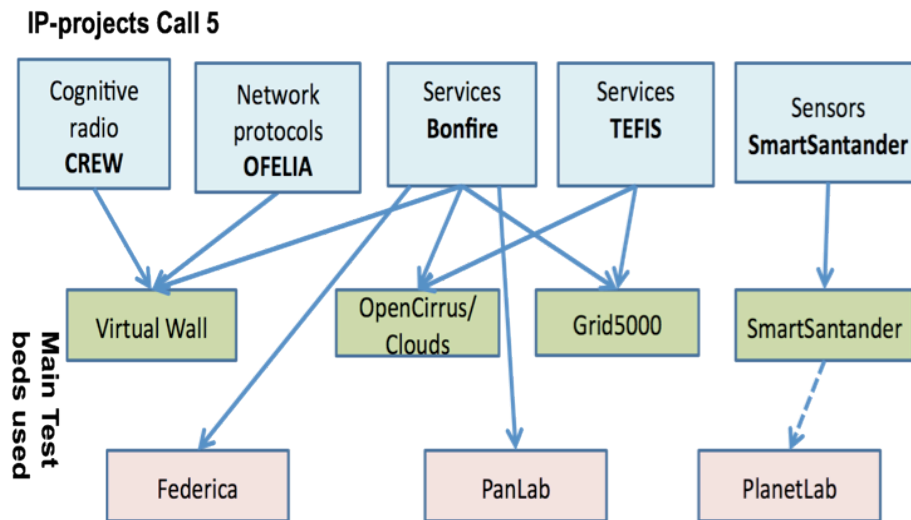 IP-projects Call 5
Cognitive
radio
CREW
Network
protocols
OFELIA
Services
Bonfire
Services
TEFIS
Sensors
SmartSantander
Main Test
beds used
Virtual Wall
OpenCirrus/
Clouds
Grid5000
SmartSantander
Federica
PanLab
PlanetLab